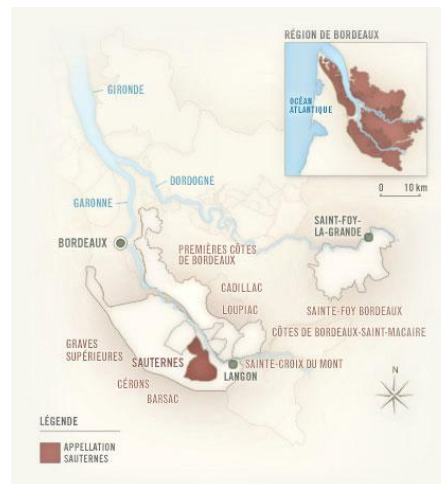 RÉGION DE BORDEAUX
OCÉAN
ATLANTIQUE
0 10 km
GIRONDE
DORDOGNE
GARONNE
BORDEAUX
SAINT-FOY-
LA-GRANDE
PREMIÈRES CÔTES
DE BORDEAUX
CADILLAC
LOUPIAC
SAINTE-FOY BORDEAUX
CÔTES DE BORDEAUX-SAINT-MACAIRE
GRAVES
SUPÉRIEURES
SAUTERNES
SAINTE-CROIX DU MONT
LANGON
CÉRONS
BARSAC
N
LÉGENDE
APPELLATION
SAUTERNES